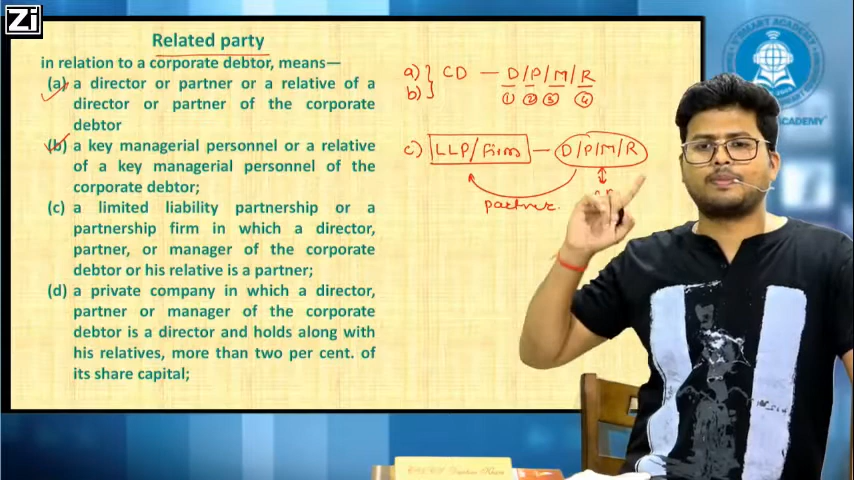 Zi
Related party
in relation to a corporate debtor, means—
(a) a director or partner or a relative of a
director or partner of the corporate
debtor
(b) a key managerial personnel or a relative
of a key managerial personnel of the
corporate debtor;
(c) a limited liability partnership or a
partnership firm in which a director,
partner, or manager of the corporate
debtor or his relative is a partner;
(d) a private company in which a director,
partner or manager of the corporate
debtor is a director and holds along with
his relatives, more than two per cent. of
its share capital;
a) } CD — D/P/M/R
b) 1 2 3 4
c) LLP/Firm — D/P/M/R
partner.
SMART ACADEMY
ACADEMY